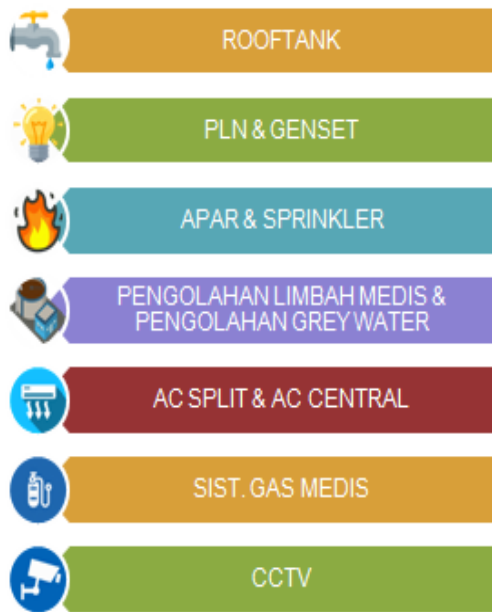 ROOFTANK
PLN & GENSET
APAR & SPRINKLER
PENGOLAHAN LIMBAH MEDIS &
PENGOLAHAN GREY WATER
AC SPLIT & AC CENTRAL
SIST. GAS MEDIS
CCTV